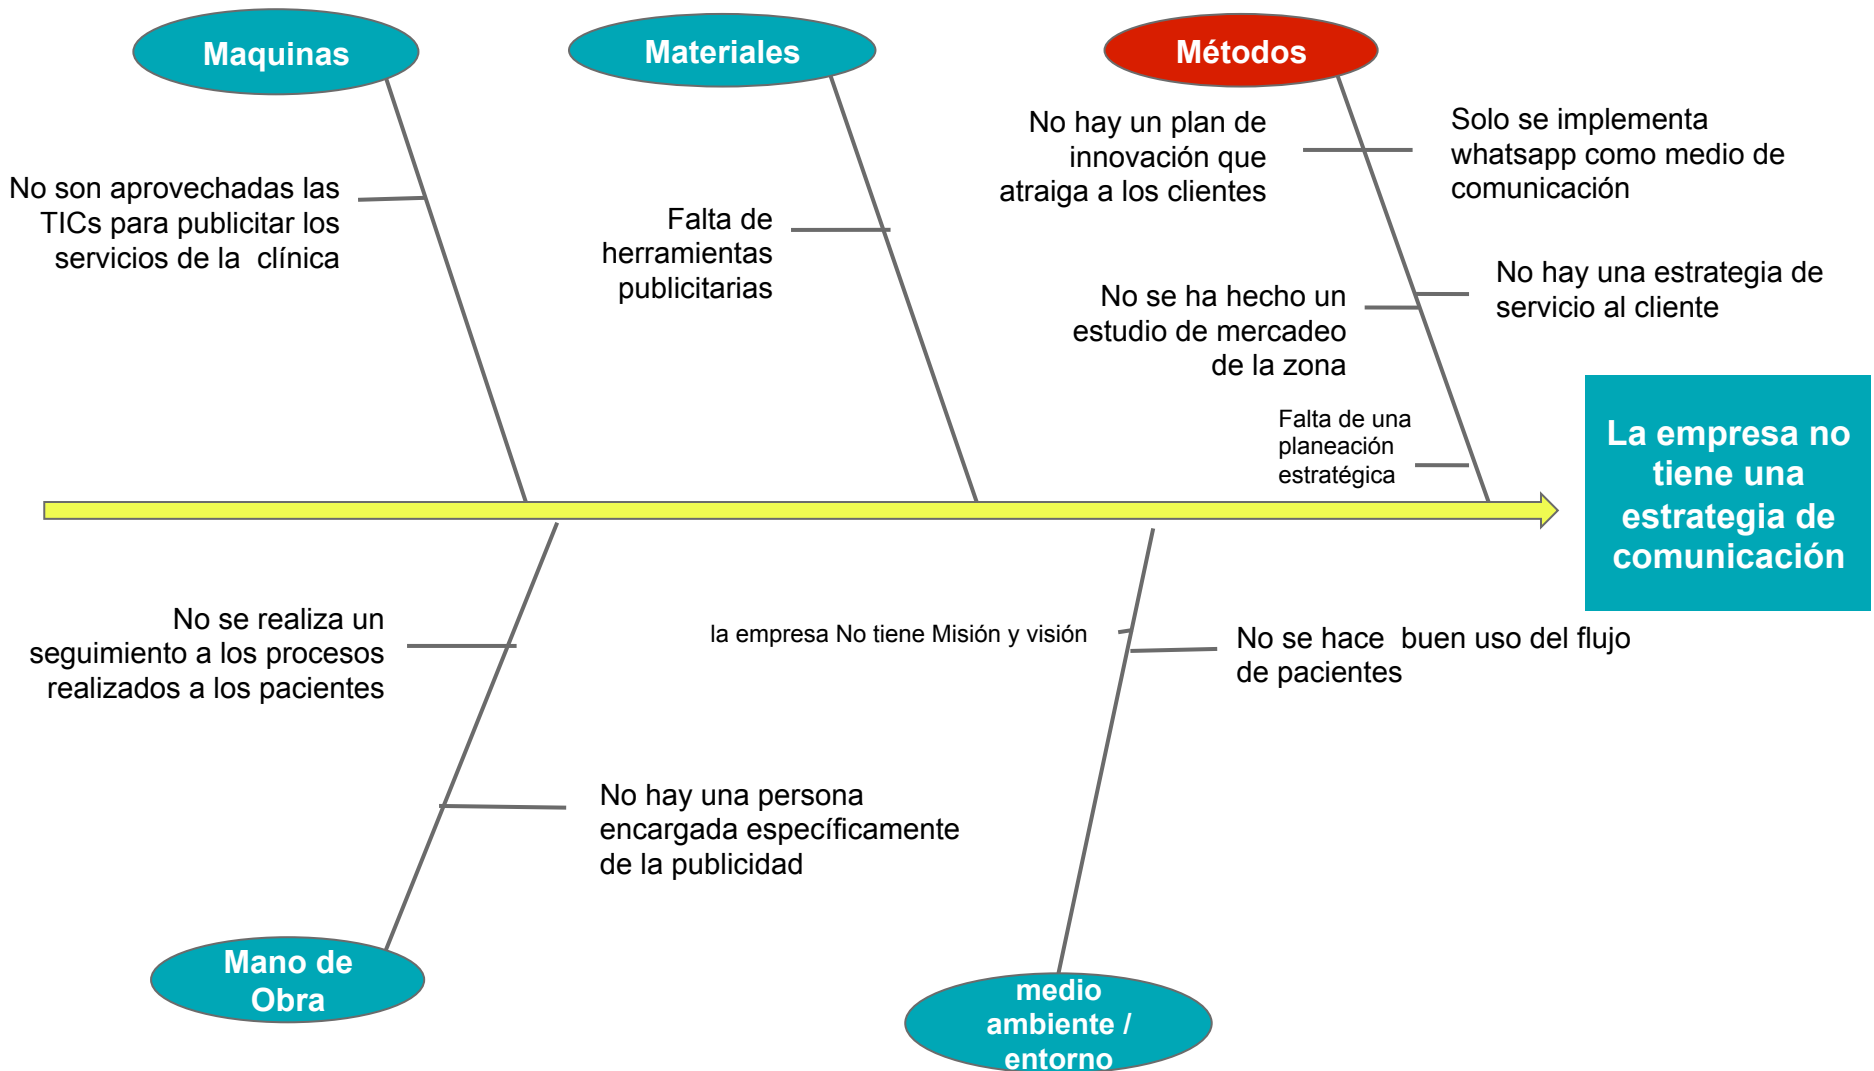 Maquinas
Materiales
Métodos
No son aprovechadas las
TICs para publicitar los
servicios de la  clínica
Falta de
herramientas
publicitarias
No hay un plan de
innovación que
atraiga a los clientes
Solo se implementa
whatsapp como medio de
comunicación
No se ha hecho un
estudio de mercadeo
de la zona
No hay una estrategia de
servicio al cliente
Falta de una
planeación
estratégica
La empresa no
tiene una
estrategia de
comunicación
No se realiza un
seguimiento a los procesos
realizados a los pacientes
No hay una persona
encargada específicamente
de la publicidad
la empresa No tiene Misión y visión
No se hace  buen uso del flujo
de pacientes
Mano de
Obra
medio
ambiente /
entorno